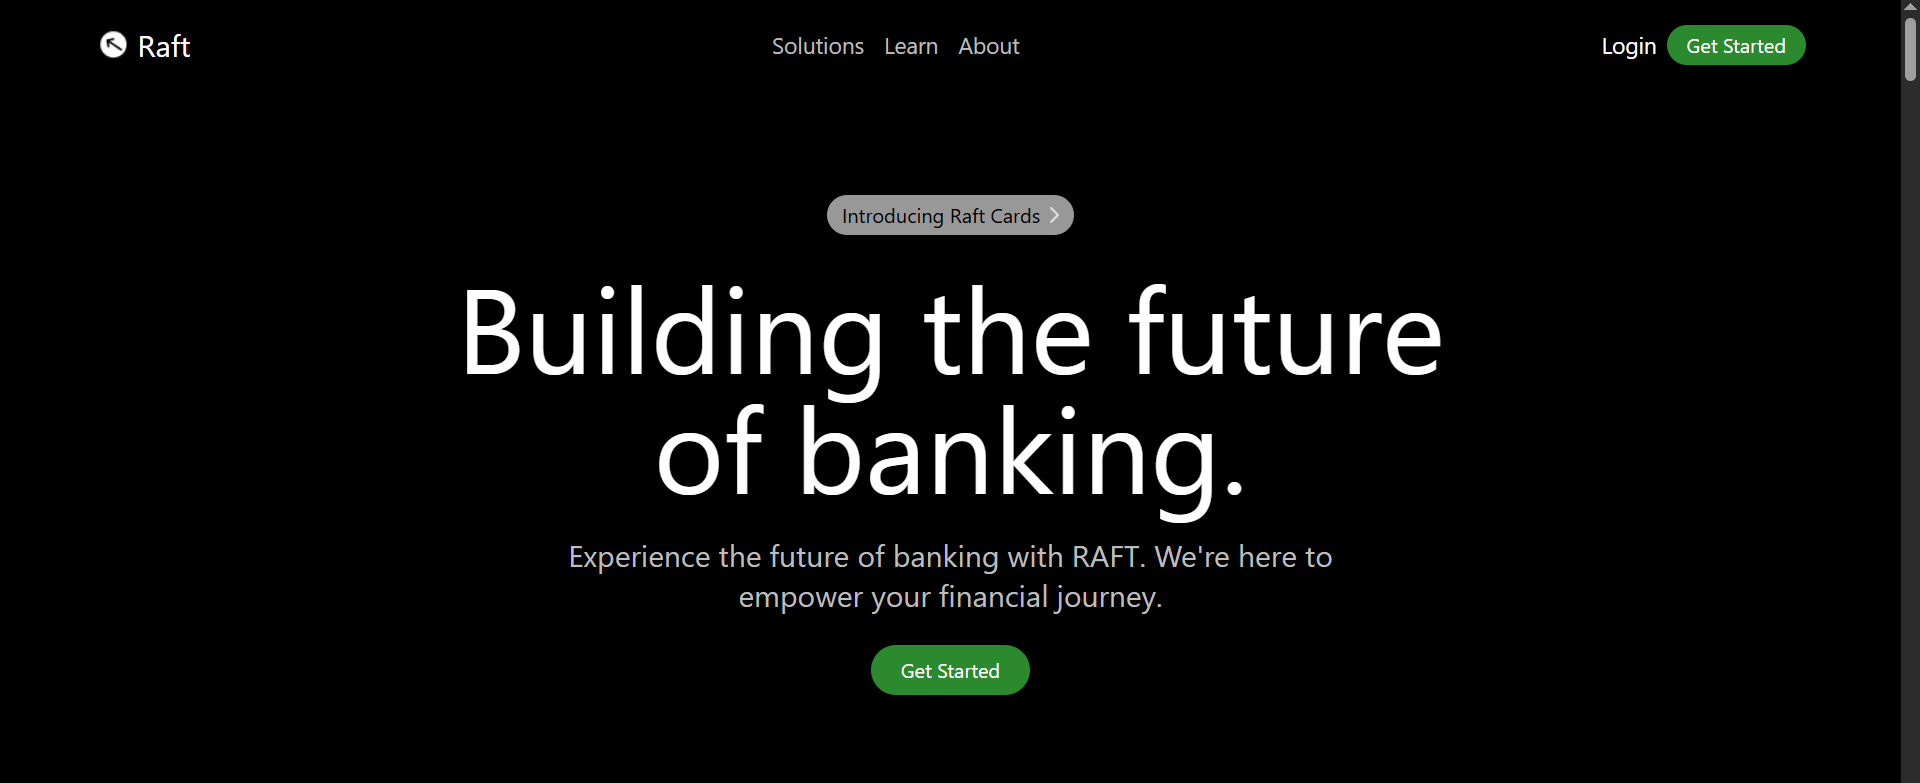 Raft
Solutions Learn About
Login Get Started
Introducing Raft Cards
Building the future
of banking.
Experience the future of banking with RAFT. We're here to
empower your financial journey.
Get Started